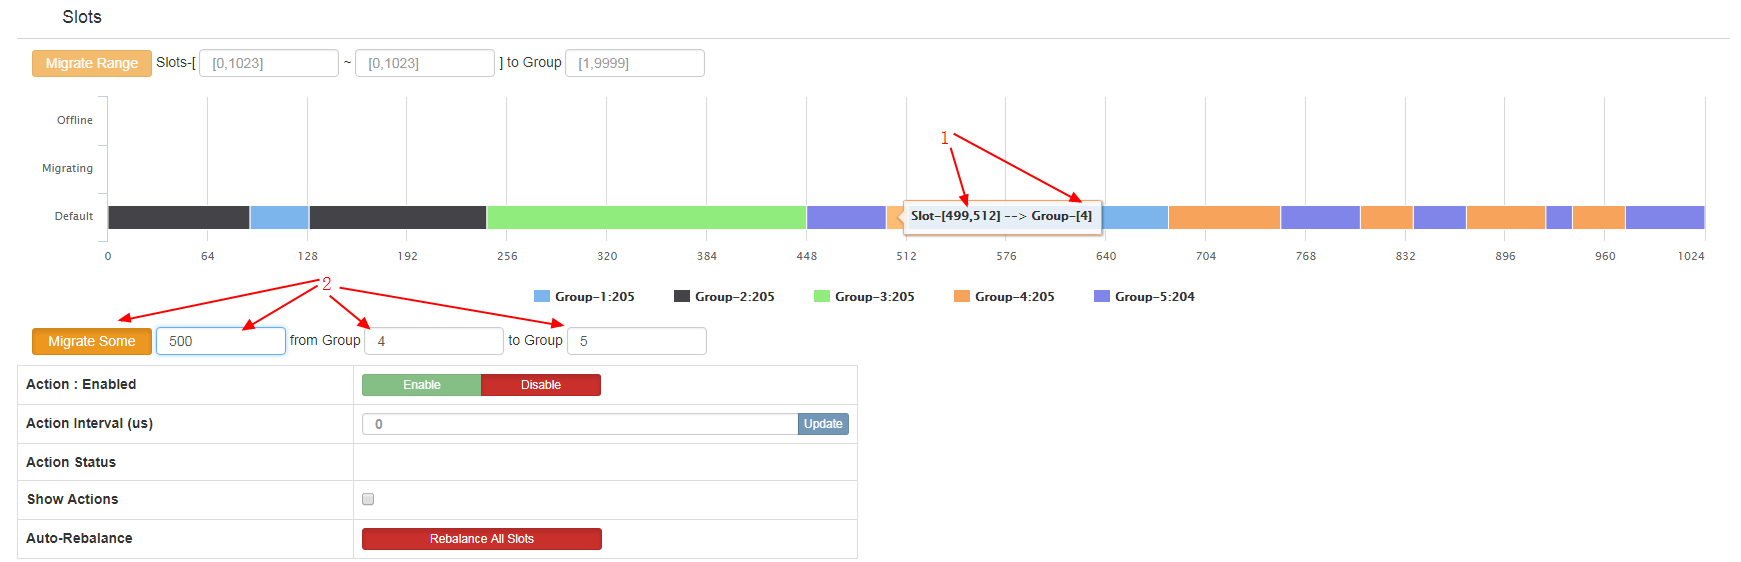 Slots
Migrate Range Slots-[ [0,1023] ~ [0,1023] ] to Group [1,9999]
Offline
Migrating
Default
1
Slot-[499,512] --> Group-[4]
0 64 128 192 256 320 384 448 512 576 640 704 768 832 896 960 1024
2
Group-1:205 Group-2:205 Group-3:205 Group-4:205 Group-5:204
Migrate Some 500 from Group 4 to Group 5
Action : Enabled Enable Disable
Action Interval (us) 0 Update
Action Status
Show Actions
Auto-Rebalance Rebalance All Slots